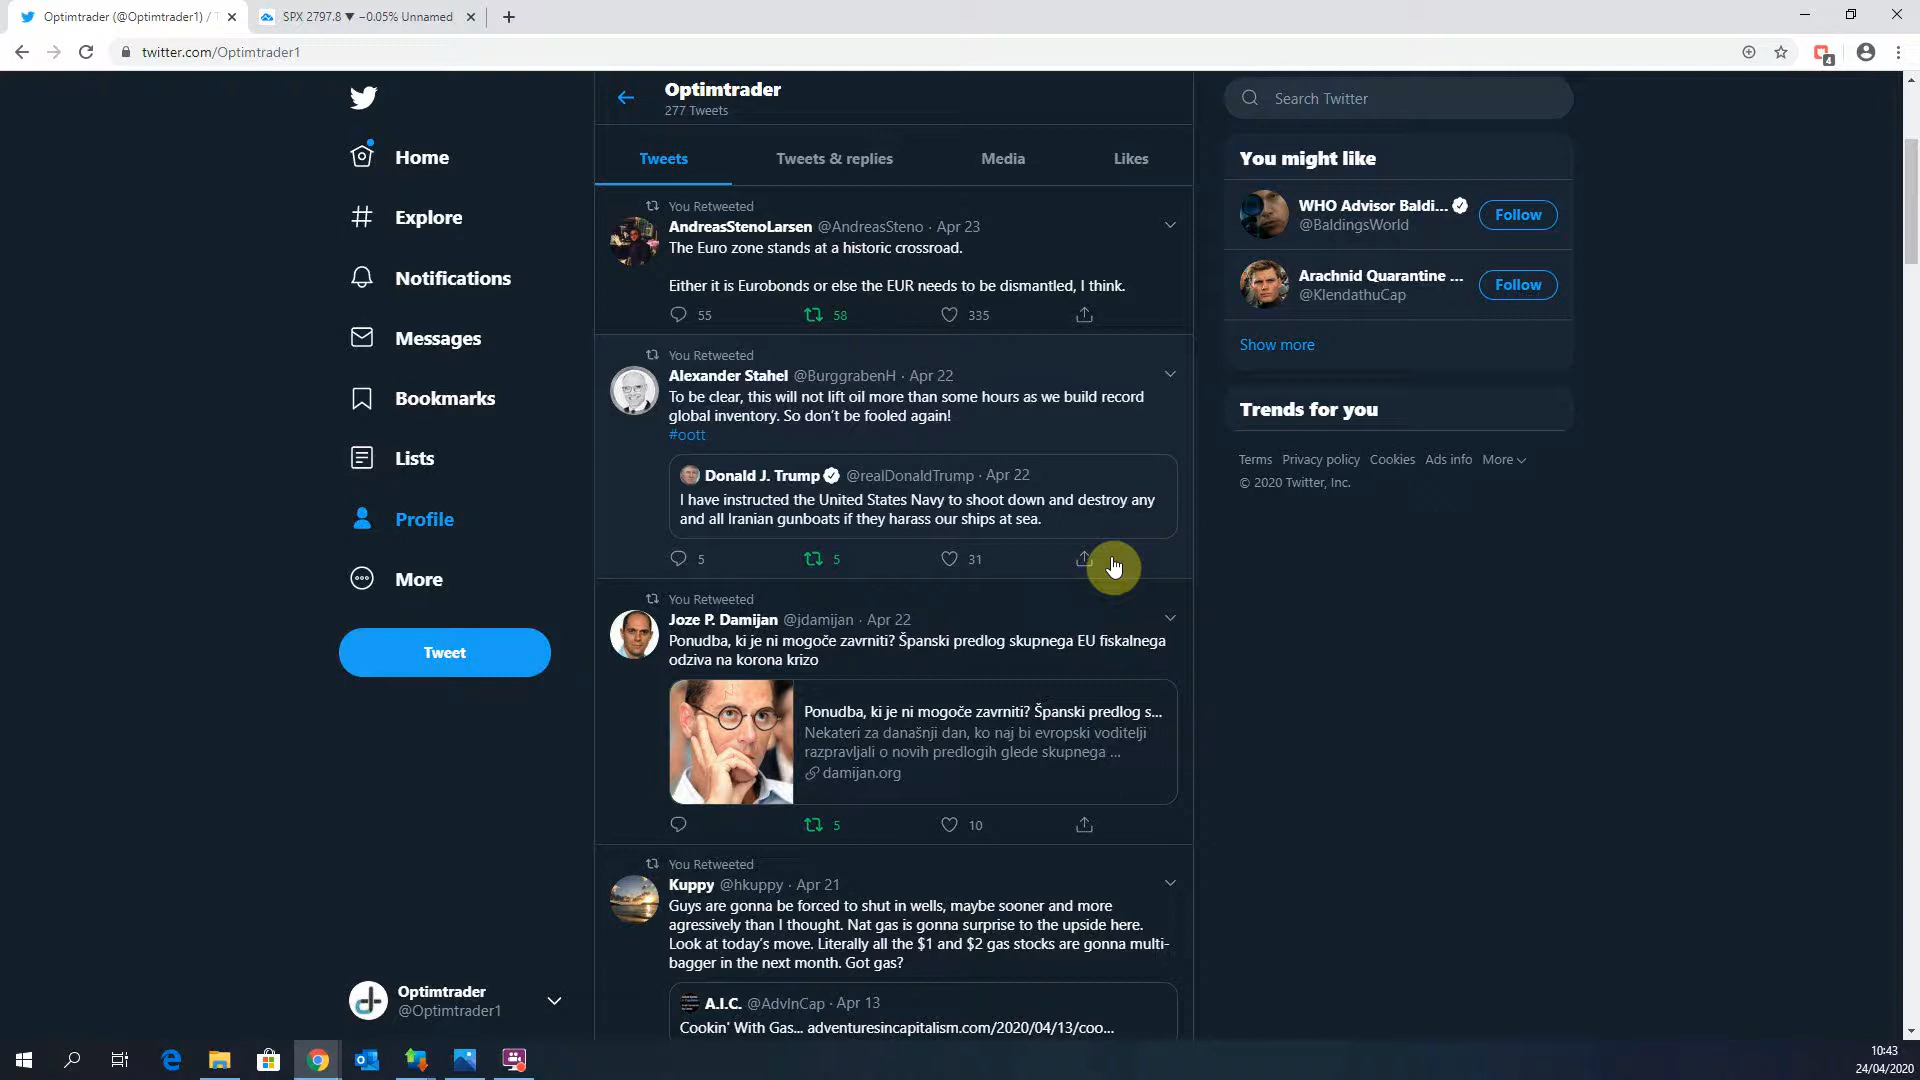 Optimtrader (@Optimtrader1) / T
SPX 2797.8 ▼ −0.05% Unnamed
twitter.com/Optimtrader1
4
Home
Explore
Notifications
Messages
Bookmarks
Lists
Profile
More
Tweet
Optimtrader
@Optimtrader1
Optimtrader
277 Tweets
Tweets
Tweets & replies
Media
Likes
You Retweeted
AndreasStenoLarsen @AndreasSteno · Apr 23
The Euro zone stands at a historic crossroad.
Either it is Eurobonds or else the EUR needs to be dismantled, I think.
55 58 335
You Retweeted
Alexander Stahel @BurggrabenH · Apr 22
To be clear, this will not lift oil more than some hours as we build record
global inventory. So don't be fooled again!
#oott
Donald J. Trump @realDonaldTrump · Apr 22
I have instructed the United States Navy to shoot down and destroy any
and all Iranian gunboats if they harass our ships at sea.
5 5 31
You Retweeted
Joze P. Damijan @jdamijan · Apr 22
Ponudba, ki je ni mogoče zavrniti? Španski predlog skupnega EU fiskalnega
odziva na korona krizo
Ponudba, ki je ni mogoče zavrniti? Španski predlog s...
Nekateri za današnji dan, ko naj bi evropski voditelji
razpravljali o novih predlogih glede skupnega ...
damijan.org
5 10
You Retweeted
Kuppy @hkuppy · Apr 21
Guys are gonna be forced to shut in wells, maybe sooner and more
agressively than I thought. Nat gas is gonna surprise to the upside here.
Look at today's move. Literally all the $1 and $2 gas stocks are gonna multi-
bagger in the next month. Got gas?
A.I.C. @AdvInCap · Apr 13
Cookin' With Gas... adventuresincapitalism.com/2020/04/13/coo...
Search Twitter
You might like
WHO Advisor Baldi...
@BaldingsWorld
Follow
Arachnid Quarantine ...
@KlendathuCap
Follow
Show more
Trends for you
Terms Privacy policy Cookies Ads info More
© 2020 Twitter, Inc.
10:43
24/04/2020